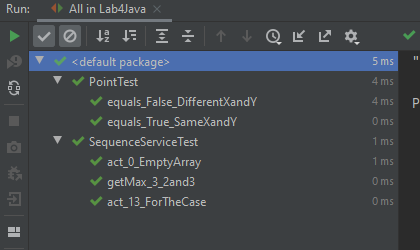 Run: All in Lab4Java
<default package> 5 ms
PointTest 4 ms
equals_False_DifferentXandY 4 ms
equals_True_SameXandY 0 ms
SequenceServiceTest 1 ms
act_0_EmptyArray 1 ms
getMax_3_2and3 0 ms
act_13_ForTheCase 0 ms
"
P